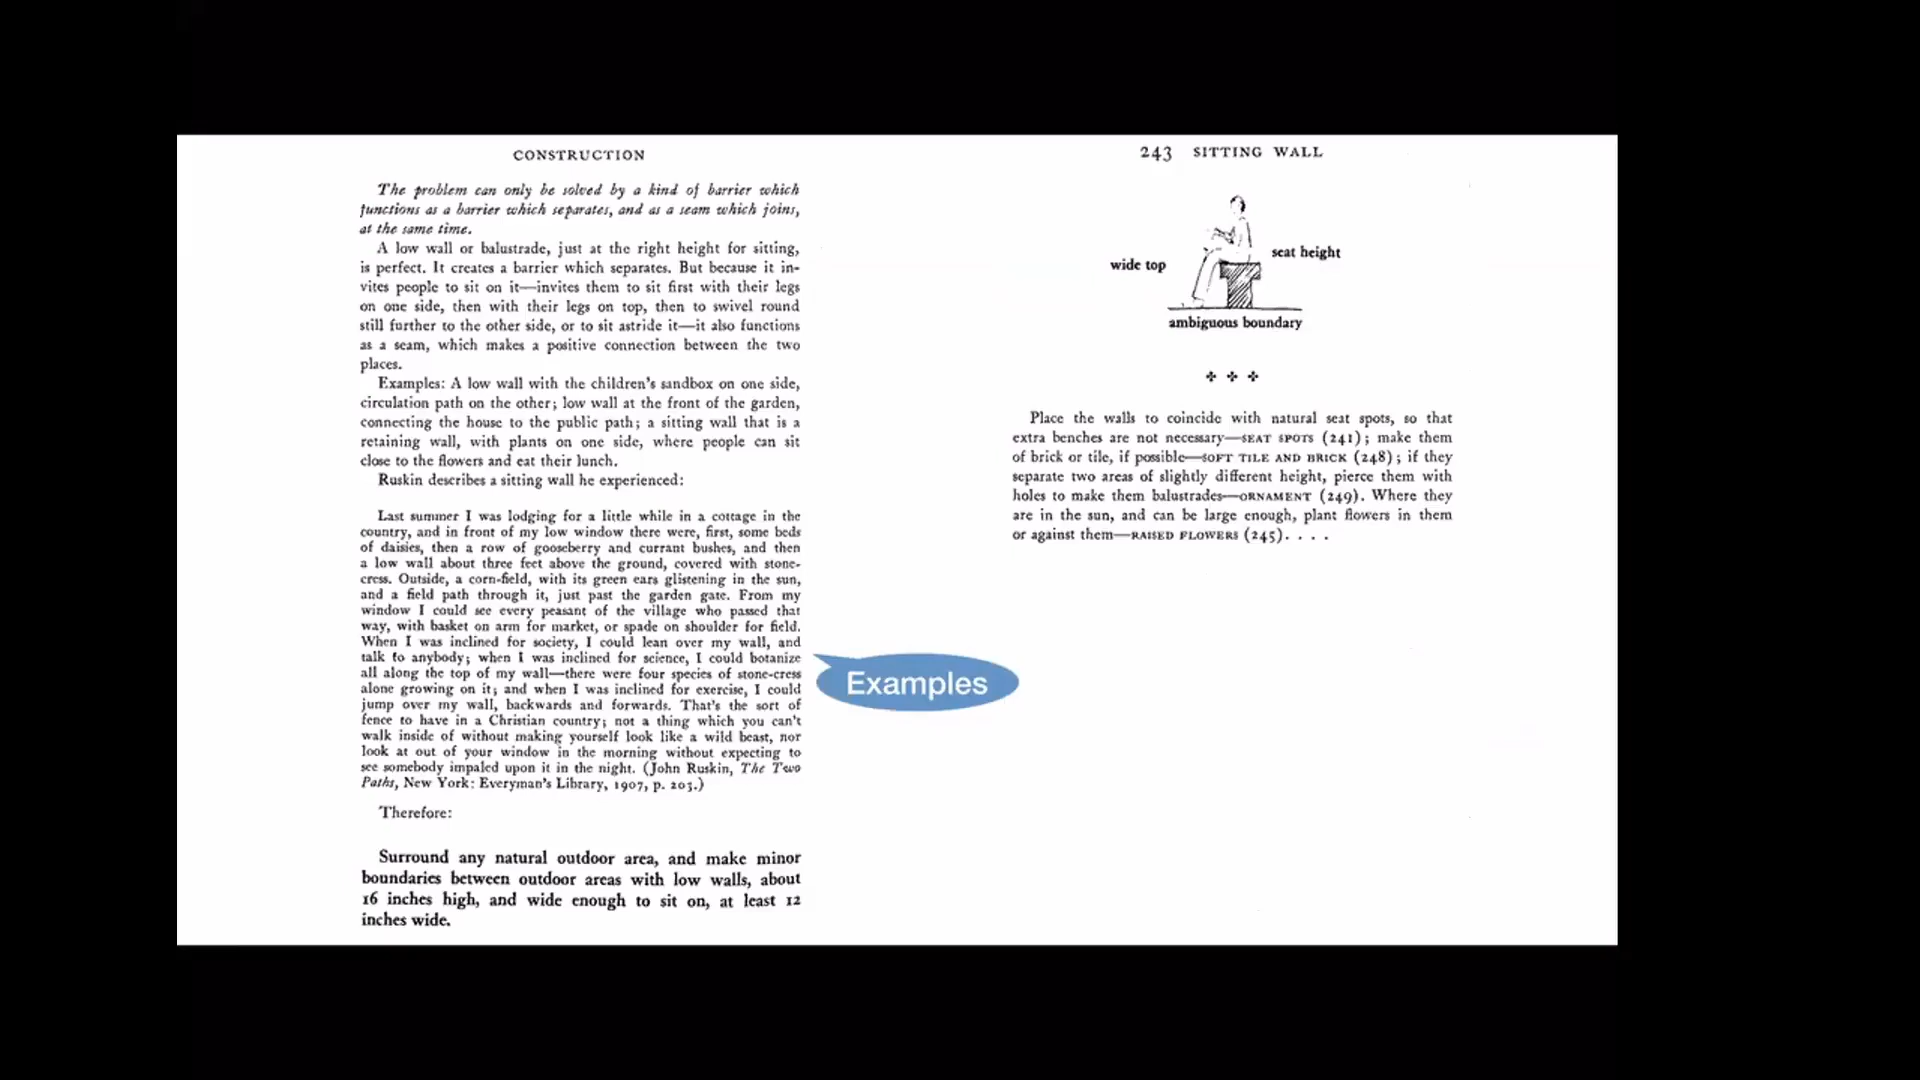 CONSTRUCTION
The problem can only be solved by a kind of barrier which
functions as a barrier which separates, and as a seam which joins,
at the same time.
A low wall or balustrade, just at the right height for sitting,
is perfect. It creates a barrier which separates. But because it in-
vites people to sit on it—invites them to sit first with their legs
on one side, then with their legs on top, then to swivel round
still further to the other side, or to sit astride it—it also functions
as a seam, which makes a positive connection between the two
places.
Examples: A low wall with the children's sandbox on one side,
circulation path on the other; low wall at the front of the garden,
connecting the house to the public path; a sitting wall that is a
retaining wall, with plants on one side, where people can sit
close to the flowers and eat their lunch.
Ruskin describes a sitting wall he experienced:
Last summer I was lodging for a little while in a cottage in the
country, and in front of my low window there were, first, some beds
of daisies, then a row of gooseberry and currant bushes, and then
a low wall about three feet above the ground, covered with stone-
cress. Outside, a corn-field, with its green ears glistening in the sun,
and a field path through it, just past the garden gate. From my
window I could see every peasant of the village who passed that
way, with basket on arm for market, or spade on shoulder for field.
When I was inclined for society, I could lean over my wall, and
talk to anybody; when I was inclined for science, I could botanize
all along the top of my wall—there were four species of stone-cress
alone growing on it; and when I was inclined for exercise, I could
jump over my wall, backwards and forwards. That's the sort of
fence to have in a Christian country; not a thing which you can't
walk inside of without making yourself look like a wild beast, nor
look at out of your window in the morning without expecting to
see somebody impaled upon it in the night. (John Ruskin, The Two
Paths, New York: Everyman's Library, 1907, p. 203.)
Therefore:
Surround any natural outdoor area, and make minor
boundaries between outdoor areas with low walls, about
16 inches high, and wide enough to sit on, at least 12
inches wide.
Examples
243 SITTING WALL
wide top
seat height
ambiguous boundary
Place the walls to coincide with natural seat spots, so that
extra benches are not necessary—SEAT SPOTS (241); make them
of brick or tile, if possible—SOFT TILE AND BRICK (248); if they
separate two areas of slightly different height, pierce them with
holes to make them balustrades—ORNAMENT (249). Where they
are in the sun, and can be large enough, plant flowers in them
or against them—RAISED FLOWERS (245). . . .